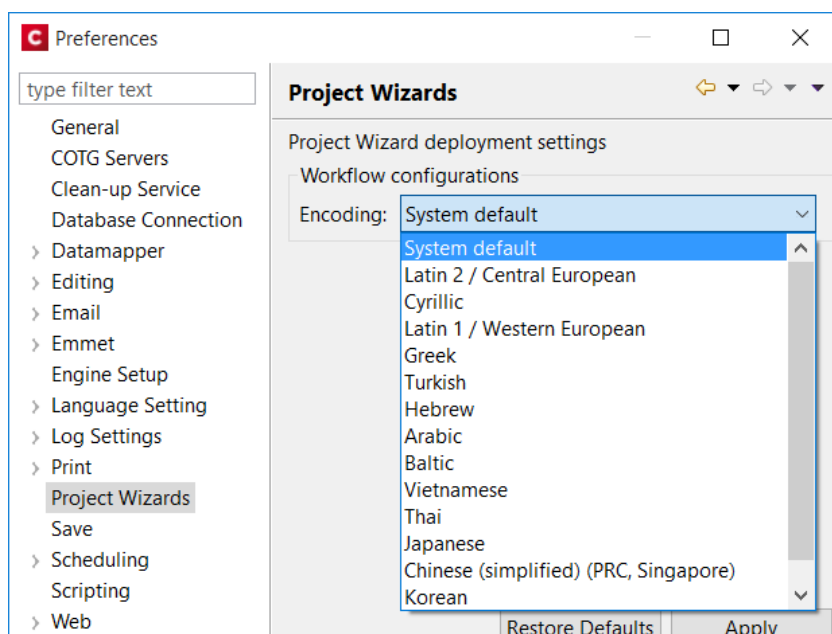 C Preferences
type filter text
General
COTG Servers
Clean-up Service
Database Connection
Datamapper
Editing
Email
Emmet
Engine Setup
Language Setting
Log Settings
Print
Project Wizards
Save
Scheduling
Scripting
Web
Project Wizards
Project Wizard deployment settings
Workflow configurations
Encoding: System default
System default
Latin 2 / Central European
Cyrillic
Latin 1 / Western European
Greek
Turkish
Hebrew
Arabic
Baltic
Vietnamese
Thai
Japanese
Chinese (simplified) (PRC, Singapore)
Korean
Restore Defaults Apply